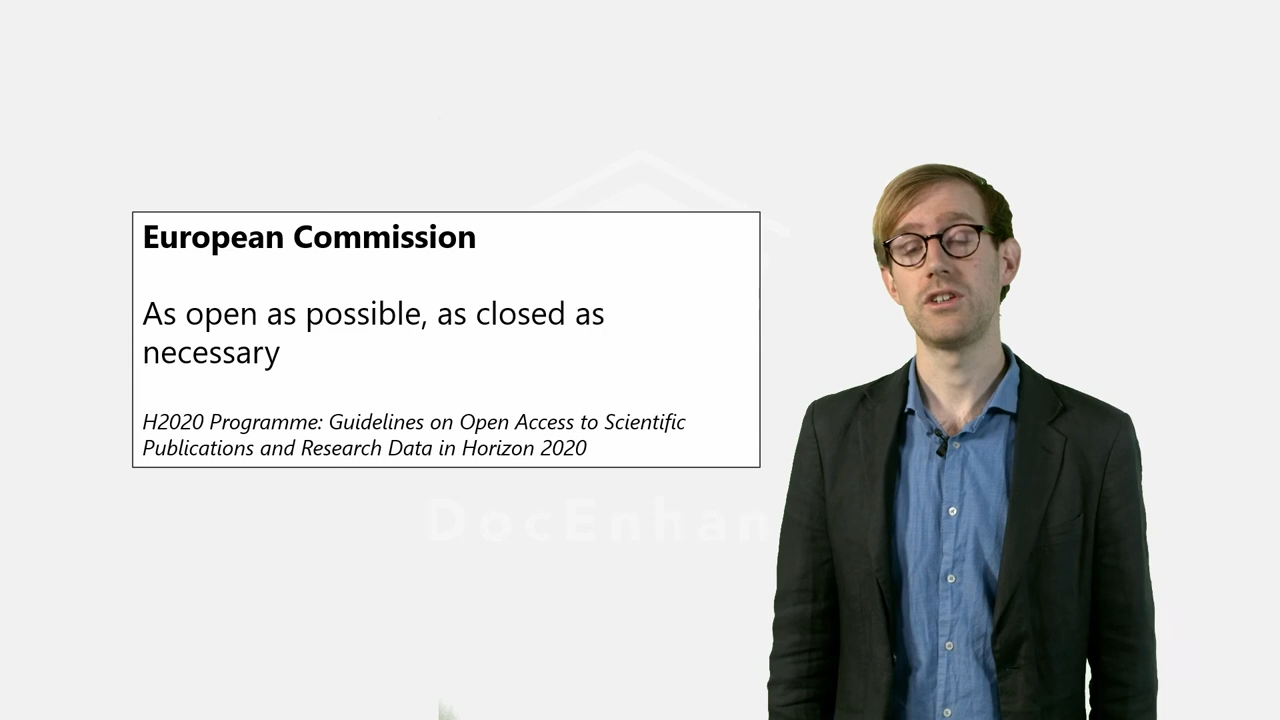 European Commission
As open as possible, as closed as
necessary
H2020 Programme: Guidelines on Open Access to Scientific
Publications and Research Data in Horizon 2020
DocEnhan